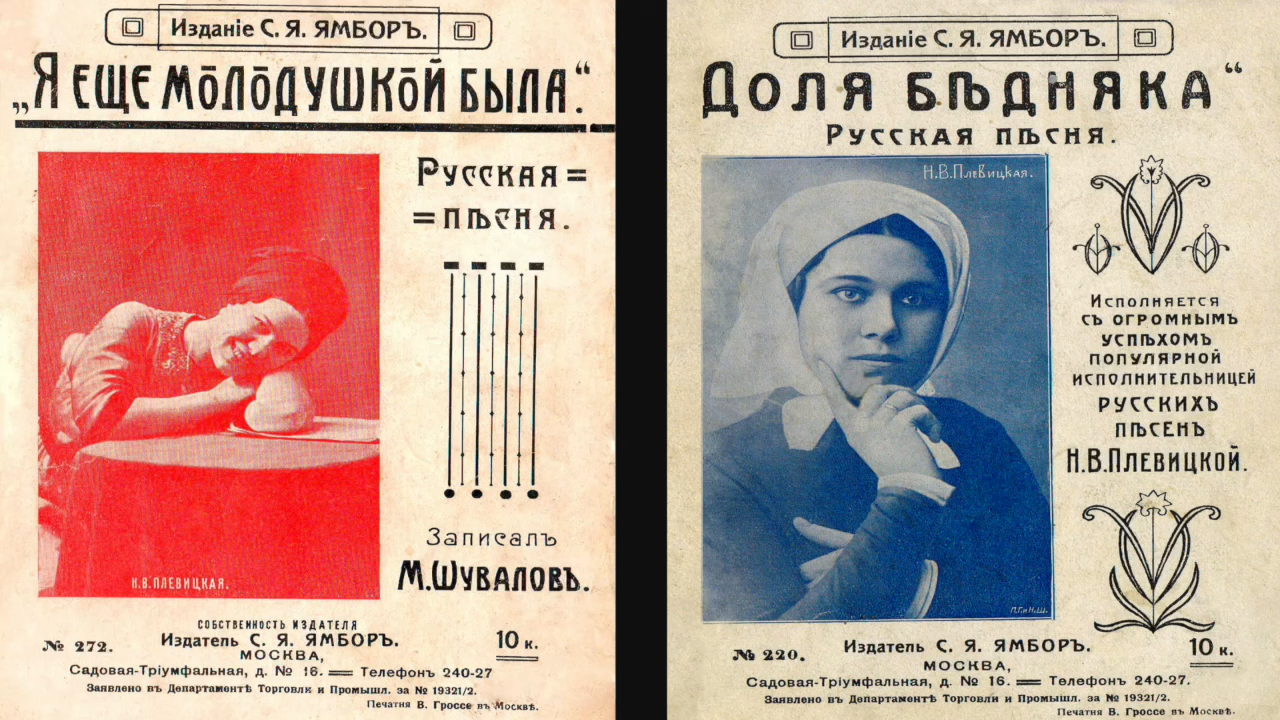 Изданіе С. Я. ЯМБОРЪ.
„Я ЕЩЕ МОЛОДУШКОЙ БЫЛА.“
РУССКАЯ =
= ПѢСНЯ.
Записалъ
М. ШУВАЛОВЪ.
Н.В.ПЛЕВИЦКАЯ.
СОБСТВЕННОСТЬ ИЗДАТЕЛЯ
№ 272.
Издатель С. Я. ЯМБОРЪ.
10 к.
МОСКВА,
Садовая-Тріумфальная, д. № 16. = Телефонъ 240-27
Заявлено въ Департаментѣ Торговли и Промышл. за № 19321/2.
Печатня В. Гроссе въ Москвѣ.
Изданіе С. Я. ЯМБОРЪ.
ДОЛЯ БѢДНЯКА“
РУССКАЯ ПѢСНЯ.
Н.В.Плевицкая.
ИСПОЛНЯЕТСЯ
СЪ ОГРОМНЫМЪ
УСПѢХОМЪ
ПОПУЛЯРНОЙ
ИСПОЛНИТЕЛЬНИЦЕЙ
РУССКИХЪ
ПѢСЕНЪ
Н.В.ПЛЕВИЦКОЙ.
П.Г.и Н.Ш.
№ 220.
Издатель С. Я. ЯМБОРЪ.
10 к.
МОСКВА,
Садовая-Тріумфальная, д. № 16. = Телефонъ 240-27.
Заявлено въ Департаментѣ Торговли и Промышл. за № 19321/2.
Печатня В. Гроссе въ Москвѣ.